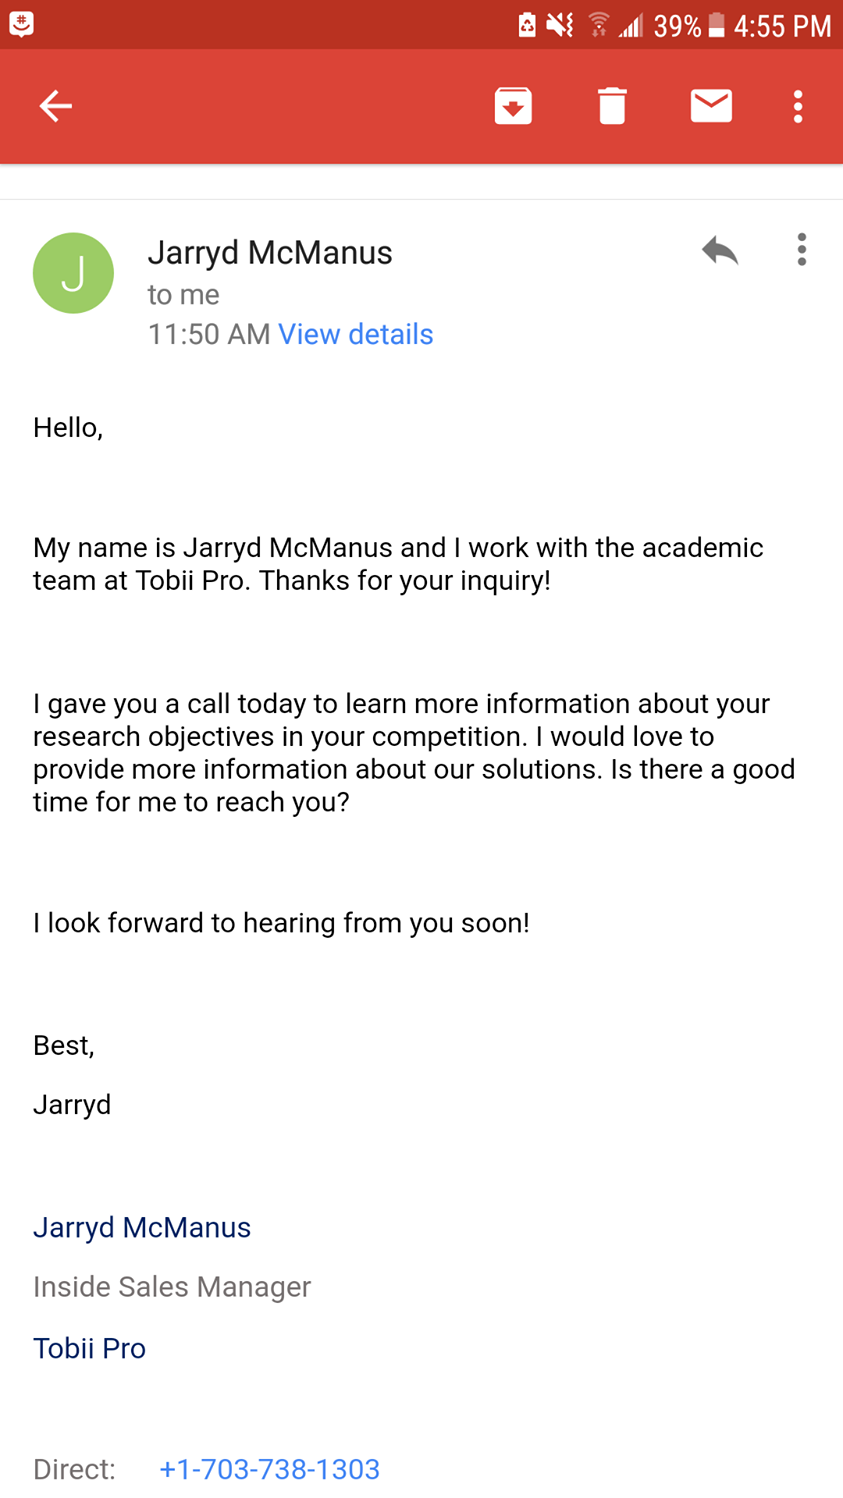 39% 4:55 PM
J
Jarryd McManus
to me
11:50 AM View details
Hello,
My name is Jarryd McManus and I work with the academic
team at Tobii Pro. Thanks for your inquiry!
I gave you a call today to learn more information about your
research objectives in your competition. I would love to
provide more information about our solutions. Is there a good
time for me to reach you?
I look forward to hearing from you soon!
Best,
Jarryd
Jarryd McManus
Inside Sales Manager
Tobii Pro
Direct: +1-703-738-1303